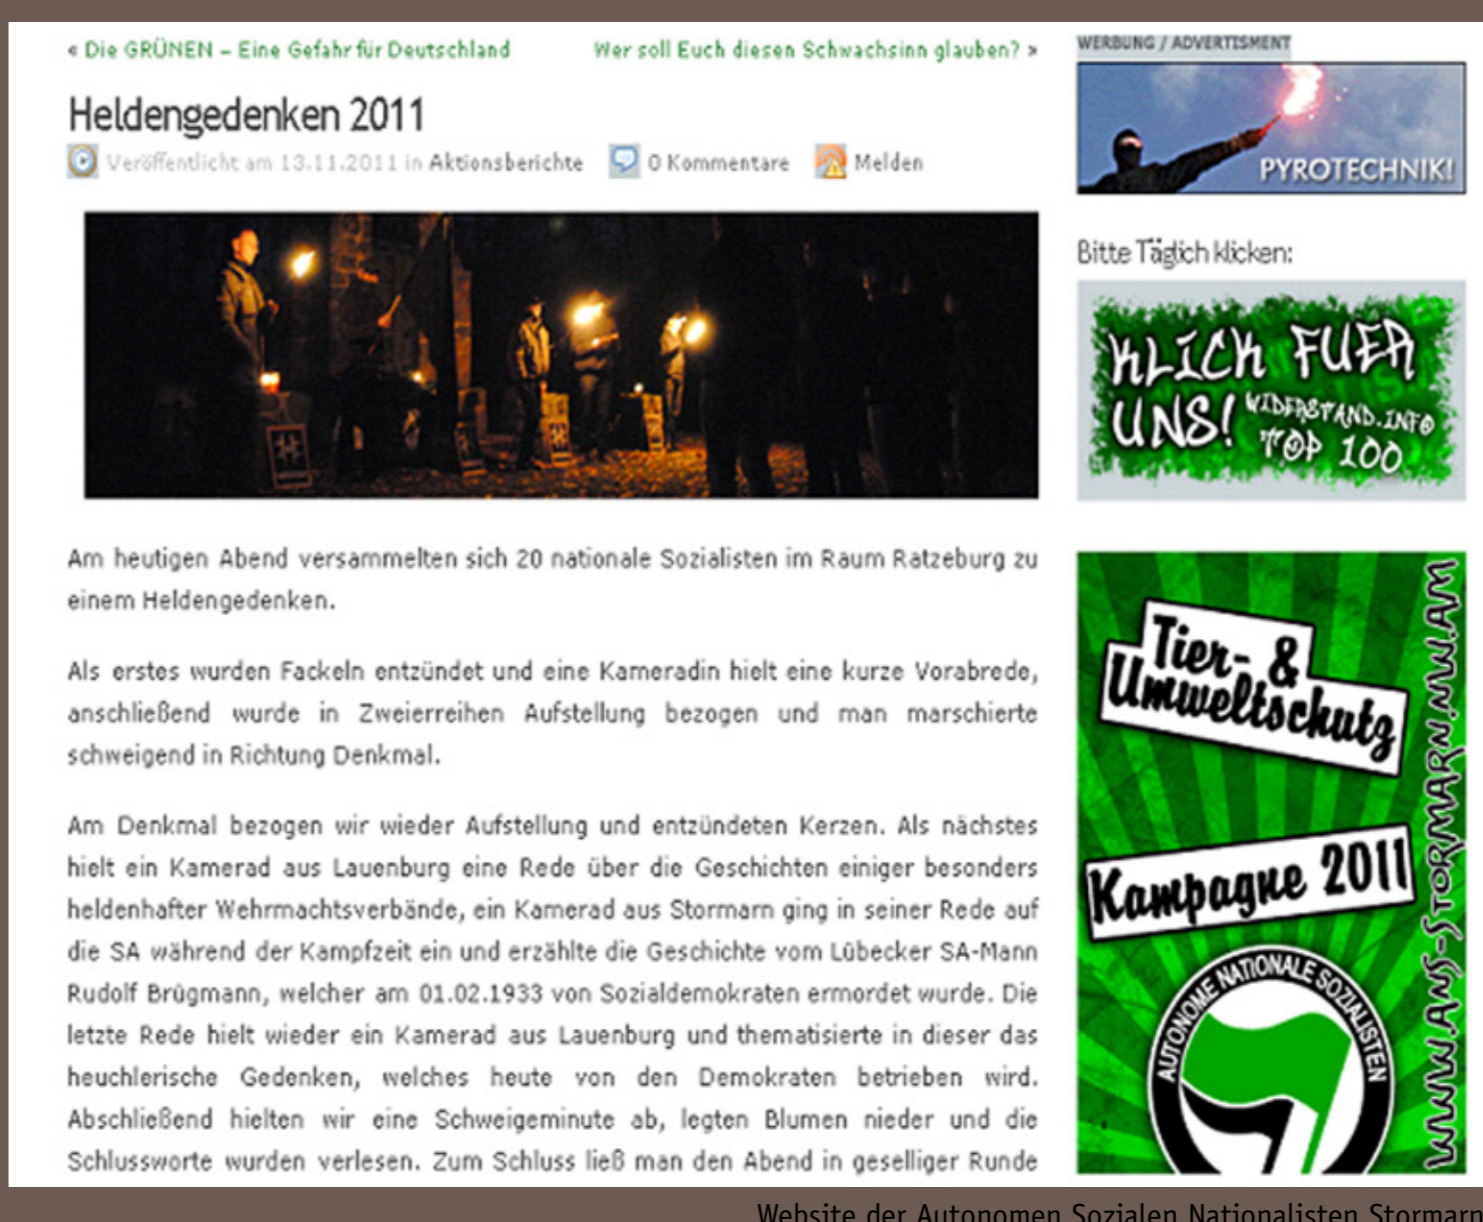 « Die GRÜNEN – Eine Gefahr für Deutschland
Wer soll Euch diesen Schwachsinn glauben? »
Heldengedenken 2011
Veröffentlicht am 13.11.2011 in Aktionsberichte
0 Kommentare
Melden
Am heutigen Abend versammelten sich 20 nationale Sozialisten im Raum Ratzeburg zu
einem Heldengedenken.
Als erstes wurden Fackeln entzündet und eine Kameradin hielt eine kurze Vorabrede,
anschließend wurde in Zweierreihen Aufstellung bezogen und man marschierte
schweigend in Richtung Denkmal.
Am Denkmal bezogen wir wieder Aufstellung und entzündeten Kerzen. Als nächstes
hielt ein Kamerad aus Lauenburg eine Rede über die Geschichten einiger besonders
heldenhafter Wehrmachtsverbände, ein Kamerad aus Stormarn ging in seiner Rede auf
die SA während der Kampfzeit ein und erzählte die Geschichte vom Lübecker SA-Mann
Rudolf Brügmann, welcher am 01.02.1933 von Sozialdemokraten ermordet wurde. Die
letzte Rede hielt wieder ein Kamerad aus Lauenburg und thematisierte in dieser das
heuchlerische Gedenken, welches heute von den Demokraten betrieben wird.
Abschließend hielten wir eine Schweigeminute ab, legten Blumen nieder und die
Schlussworte wurden verlesen. Zum Schluss ließ man den Abend in geselliger Runde
WERBUNG / ADVERTISMENT
PYROTECHNIK!
Bitte Täglich klicken:
KLICK FUER
UNS! WIDERSTAND.INFO
TOP 100
Tier- &
Umweltschutz
Kampagne 2011
AUTONOME NATIONALE SOZIALISTEN
WWW.ANS-STORMARN.NW.AM
Website der Autonomen Sozialen Nationalisten Stormarn